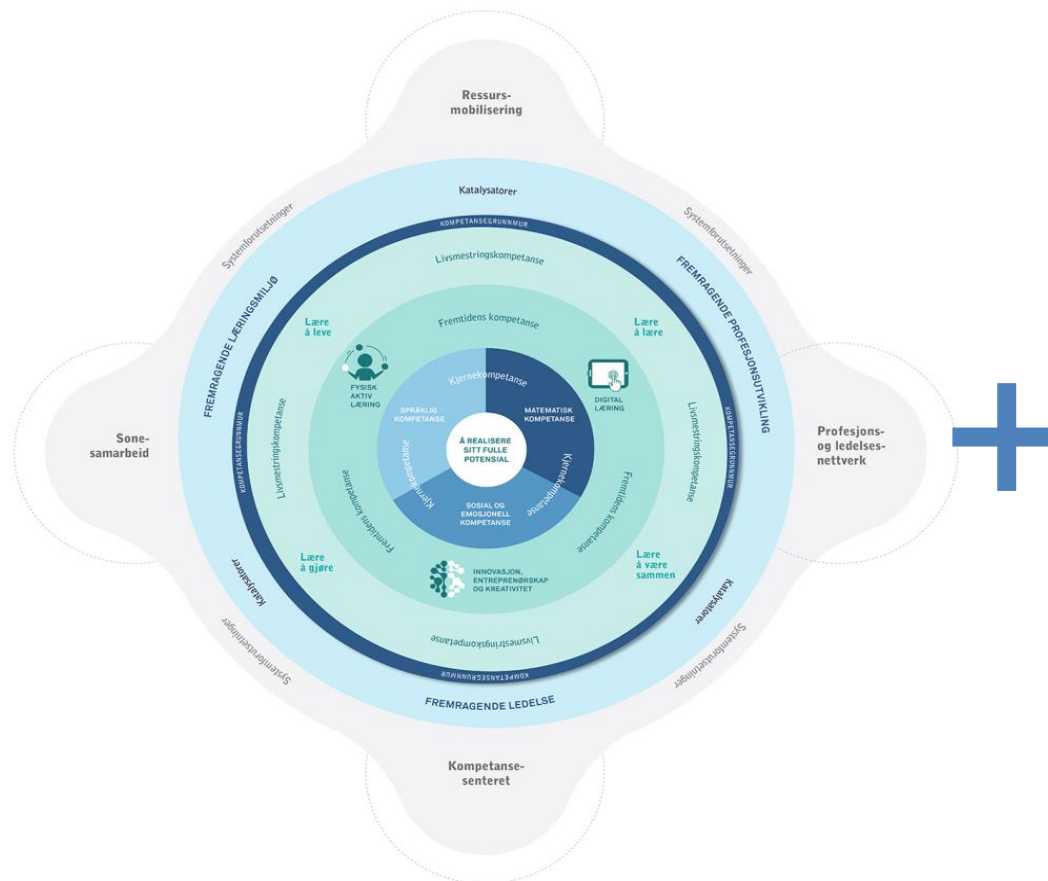 Ressurs-
mobilisering
Katalysatorer
KOMPETANSEGRUNNMUR
Systemforutsetninger
Systemforutsetninger
Livsmestringskompetanse
FREMRAGENDE LÆRINGSMILJØ
FREMRAGENDE PROFESJONSUTVIKLING
Lære
å leve
Fremtidens kompetanse
Lære
å lære
Kjernekompetanse
FYSISK
AKTIV
LÆRING
DIGITAL
LÆRING
SPRÅKLIG
KOMPETANSE
MATEMATISK
KOMPETANSE
Sone-
samarbeid
KOMPETANSEGRUNNMUR
Livsmestringskompetanse
Å REALISERE
SITT FULLE
POTENSIAL
Livsmestringskompetanse
KOMPETANSEGRUNNMUR
Profesjons-
og ledelses-
nettverk
Kjernekompetanse
Kjernekompetanse
SOSIAL OG
EMOSJONELL
KOMPETANSE
Fremtidens kompetanse
Fremtidens kompetanse
Lære
å gjøre
INNOVASJON,
ENTREPRENØRSKAP
OG KREATIVITET
Lære
å være
sammen
Katalysatorer
Katalysatorer
Livsmestringskompetanse
Systemforutsetninger
Systemforutsetninger
KOMPETANSEGRUNNMUR
FREMRAGENDE LEDELSE
Kompetanse-
senteret